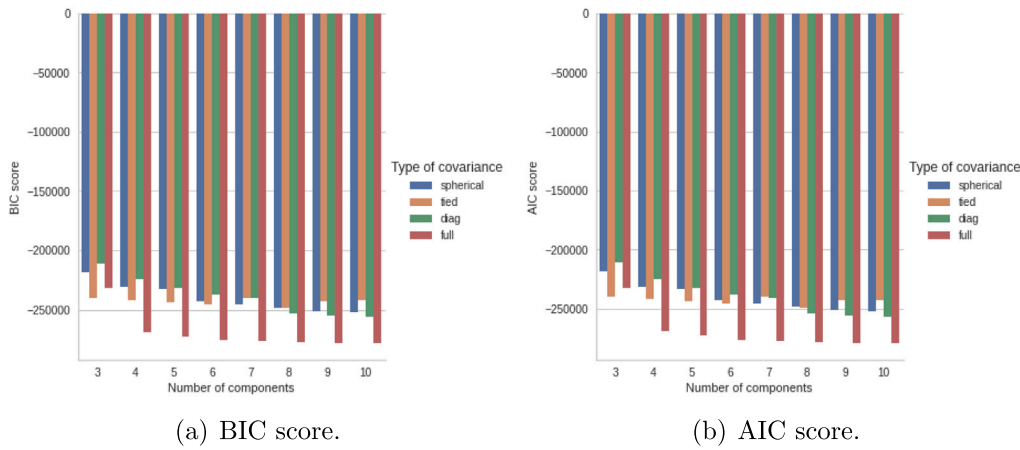 0
−50000
−100000
−150000
−200000
−250000
BIC score
3 4 5 6 7 8 9 10
Number of components
Type of covariance
spherical
tied
diag
full
(a) BIC score.
0
−50000
−100000
−150000
−200000
−250000
AIC score
3 4 5 6 7 8 9 10
Number of components
Type of covariance
spherical
tied
diag
full
(b) AIC score.